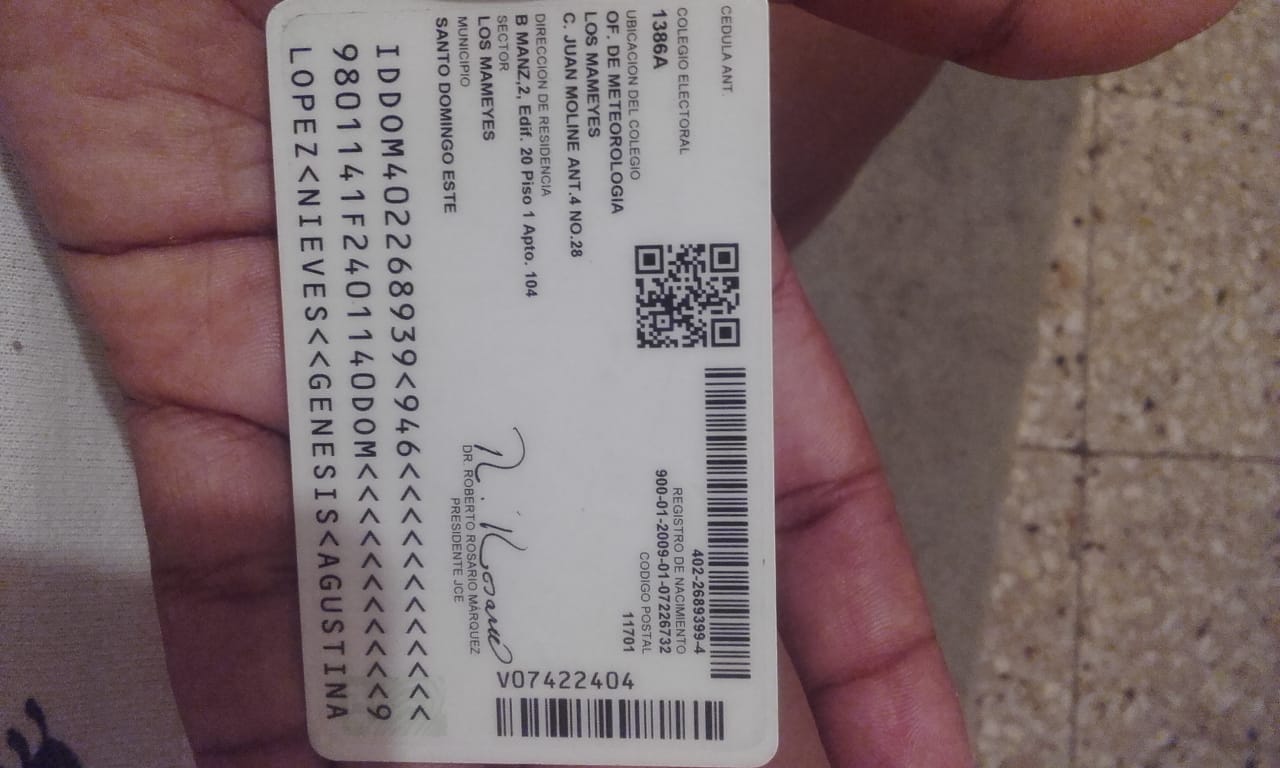 CEDULA ANT.
COLEGIO ELECTORAL
1386A
UBICACION DEL COLEGIO
OF. DE METEOROLOGIA
LOS MAMEYES
C. JUAN MOLINE ANT.4 NO.28
DIRECCION DE RESIDENCIA
B MANZ,2, Edif. 20 Piso 1 Apto. 104
SECTOR
LOS MAMEYES
MUNICIPIO
SANTO DOMINGO ESTE
402-2689399-4
REGISTRO DE NACIMIENTO
900-01-2009-01-07226732
CODIGO POSTAL
11701
DR. ROBERTO ROSARIO MÁRQUEZ
PRESIDENTE JCE
V07422404
IDDOM402268939<946<<<<<<<<<<<<
9801141F2401140DOM<<<<<<<<<<<9
LOPEZ<NIEVES<<GENESIS<AGUSTINA